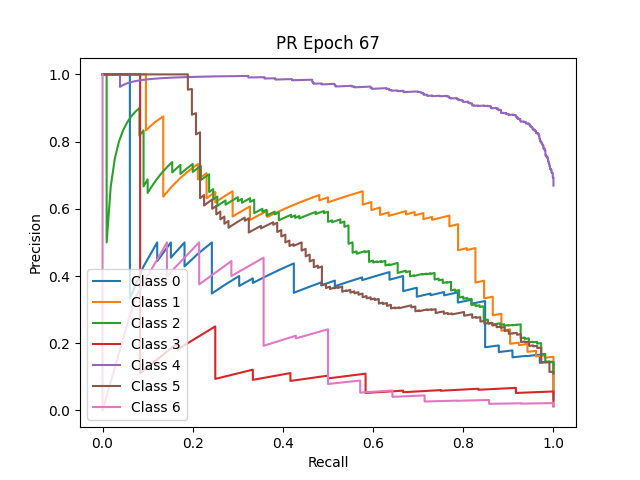 PR Epoch 67
Precision
1.0
0.8
0.6
0.4
0.2
0.0
Class 0
Class 1
Class 2
Class 3
Class 4
Class 5
Class 6
0.0 0.2 0.4 0.6 0.8 1.0
Recall